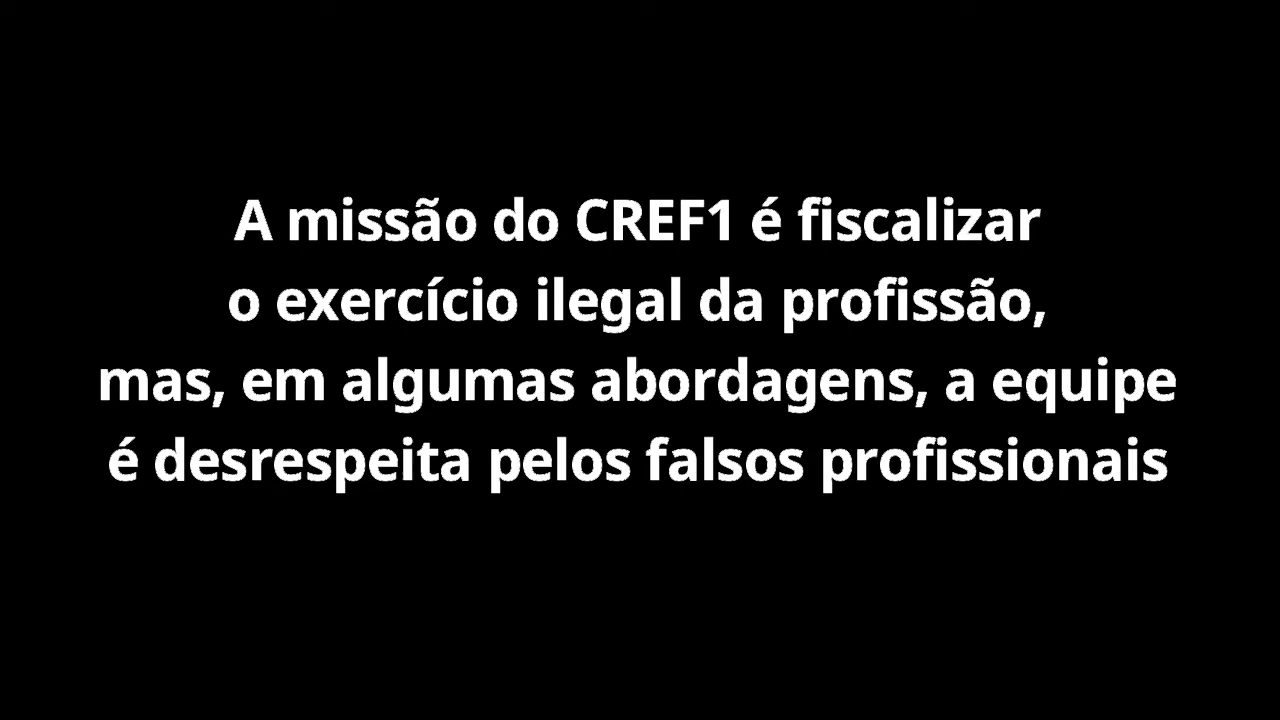 A missão do CREF1 é fiscalizar
o exercício ilegal da profissão,
mas, em algumas abordagens, a equipe
é desrespeita pelos falsos profissionais